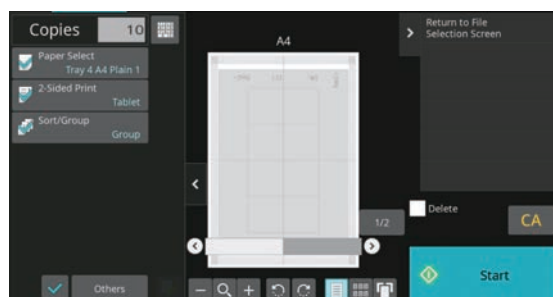 Copies 10
Paper Select
Tray 4 A4 Plain 1
2-Sided Print
Tablet
Sort/Group
Group
Others
A4
1/2
Return to File
Selection Screen
Delete
CA
Start